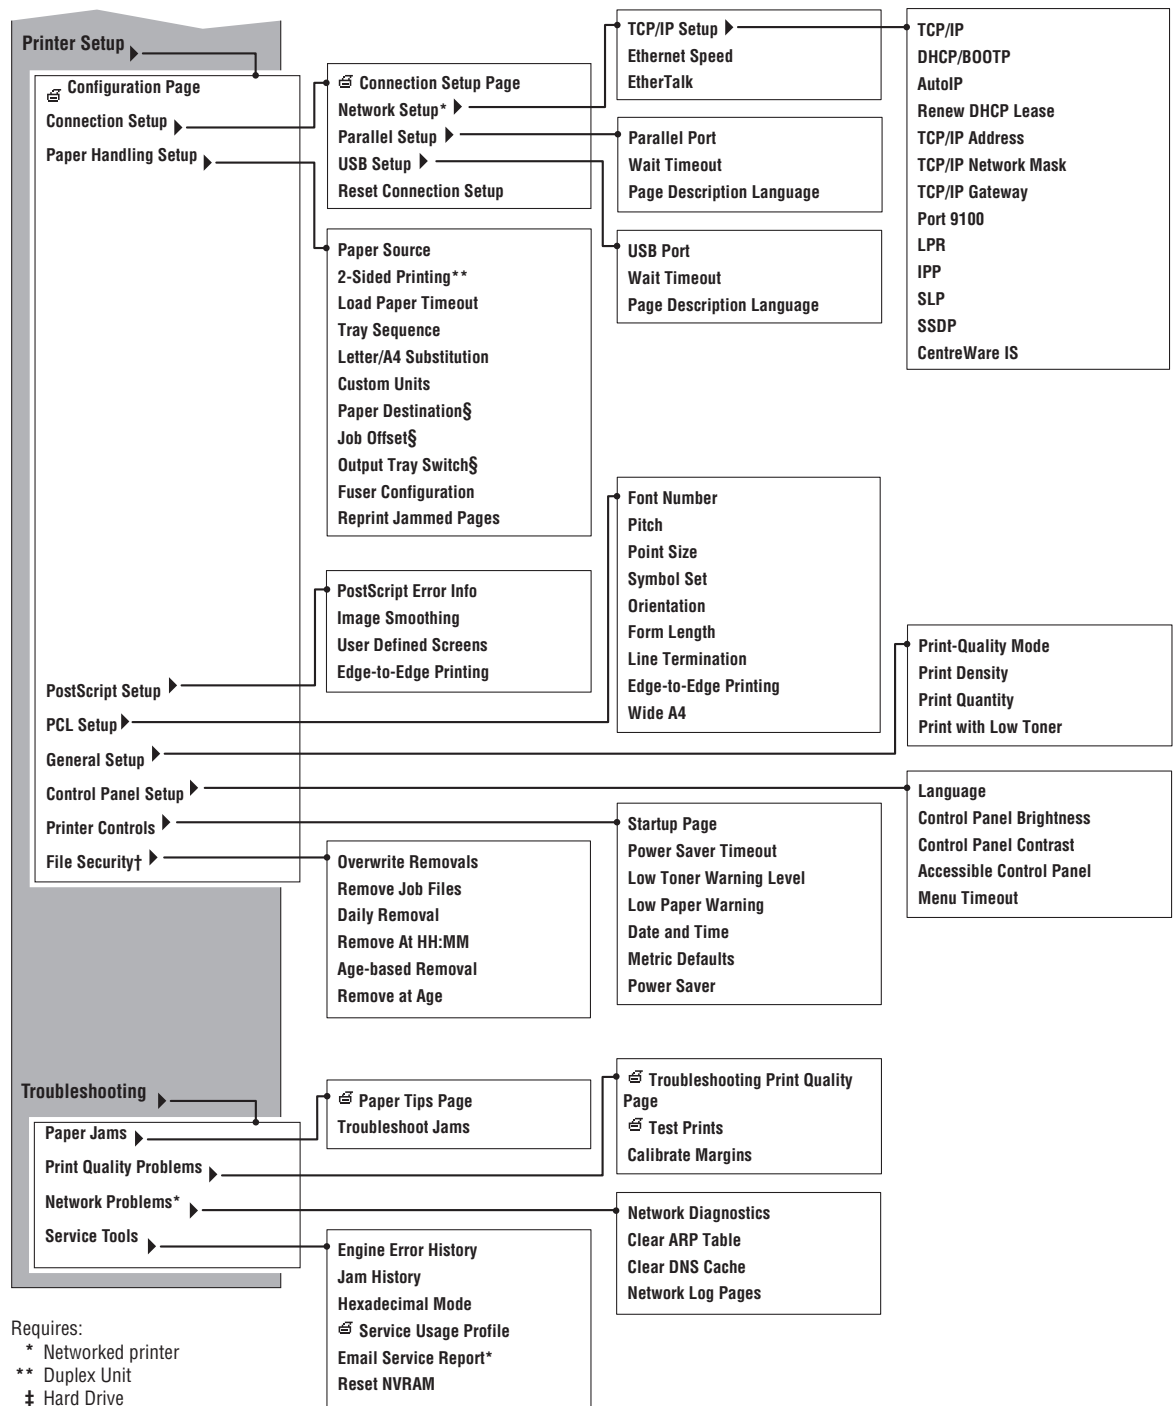 Printer Setup
Configuration Page
Connection Setup
Paper Handling Setup
PostScript Setup
PCL Setup
General Setup
Control Panel Setup
Printer Controls
File Security†
Connection Setup Page
Network Setup*
Parallel Setup
USB Setup
Reset Connection Setup
TCP/IP Setup
Ethernet Speed
EtherTalk
TCP/IP
DHCP/BOOTP
AutoIP
Renew DHCP Lease
TCP/IP Address
TCP/IP Network Mask
TCP/IP Gateway
Port 9100
LPR
IPP
SLP
SSDP
CentreWare IS
Parallel Port
Wait Timeout
Page Description Language
USB Port
Wait Timeout
Page Description Language
Paper Source
2-Sided Printing**
Load Paper Timeout
Tray Sequence
Letter/A4 Substitution
Custom Units
Paper Destination§
Job Offset§
Output Tray Switch§
Fuser Configuration
Reprint Jammed Pages
PostScript Error Info
Image Smoothing
User Defined Screens
Edge-to-Edge Printing
Font Number
Pitch
Point Size
Symbol Set
Orientation
Form Length
Line Termination
Edge-to-Edge Printing
Wide A4
Print-Quality Mode
Print Density
Print Quantity
Print with Low Toner
Language
Control Panel Brightness
Control Panel Contrast
Accessible Control Panel
Menu Timeout
Startup Page
Power Saver Timeout
Low Toner Warning Level
Low Paper Warning
Date and Time
Metric Defaults
Power Saver
Overwrite Removals
Remove Job Files
Daily Removal
Remove At HH:MM
Age-based Removal
Remove at Age
Troubleshooting
Paper Jams
Print Quality Problems
Network Problems*
Service Tools
Paper Tips Page
Troubleshoot Jams
Troubleshooting Print Quality
Page
Test Prints
Calibrate Margins
Network Diagnostics
Clear ARP Table
Clear DNS Cache
Network Log Pages
Engine Error History
Jam History
Hexadecimal Mode
Service Usage Profile
Email Service Report*
Reset NVRAM
Requires:
* Networked printer
** Duplex Unit
‡ Hard Drive